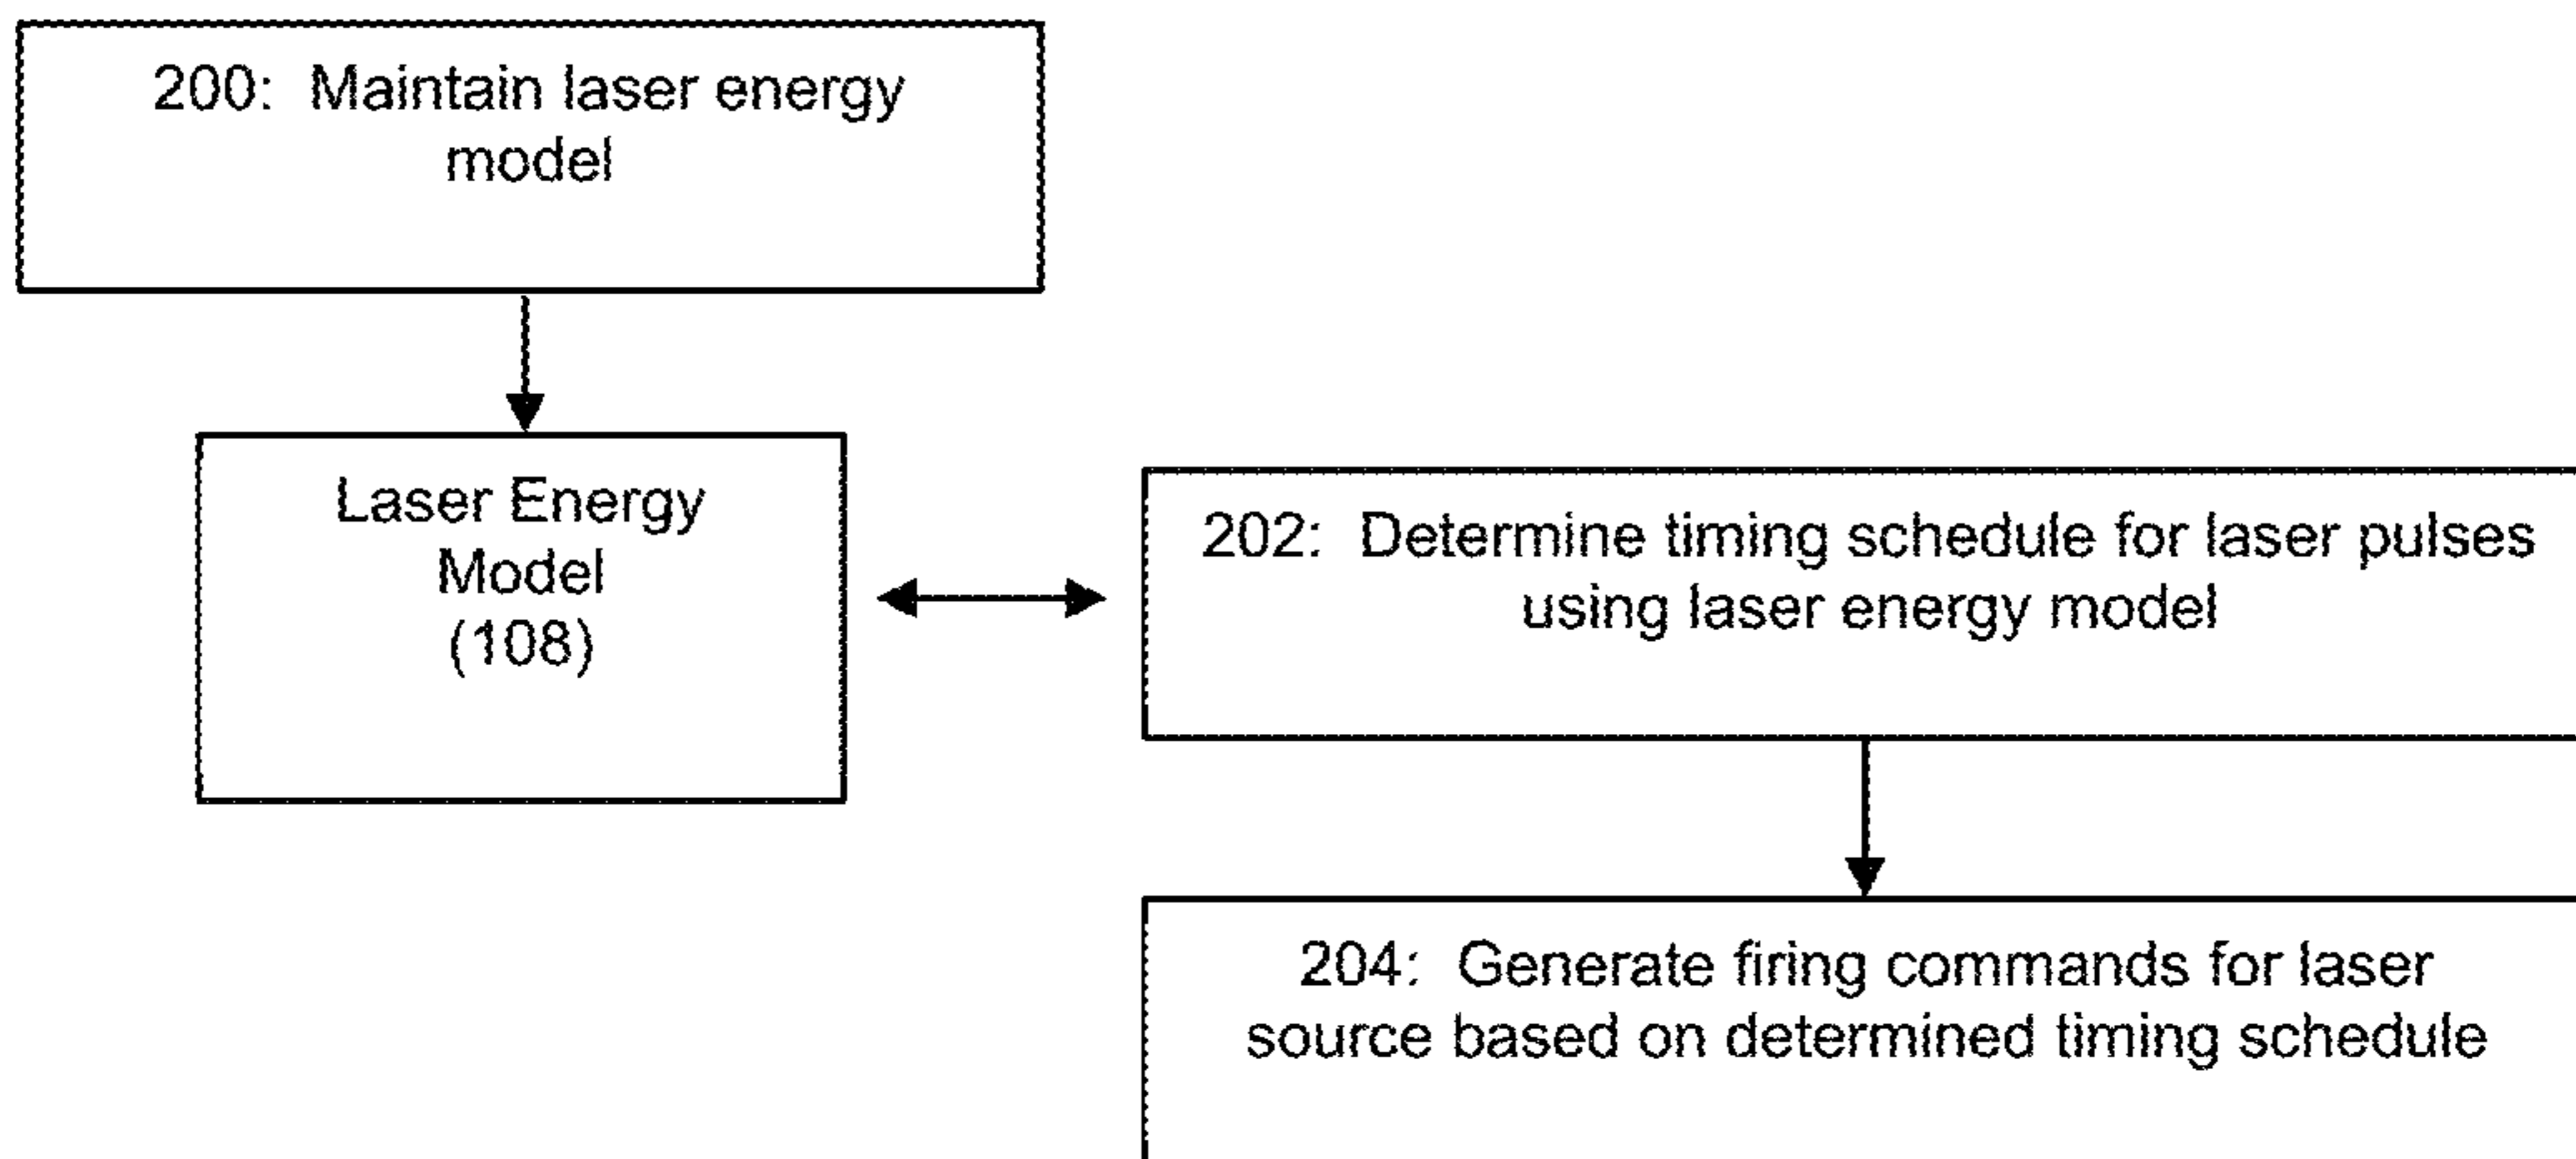 200: Maintain laser energy
model
Laser Energy
Model
(108)
202: Determine timing schedule for laser pulses
using laser energy model
204: Generate firing commands for laser
source based on determined timing schedule